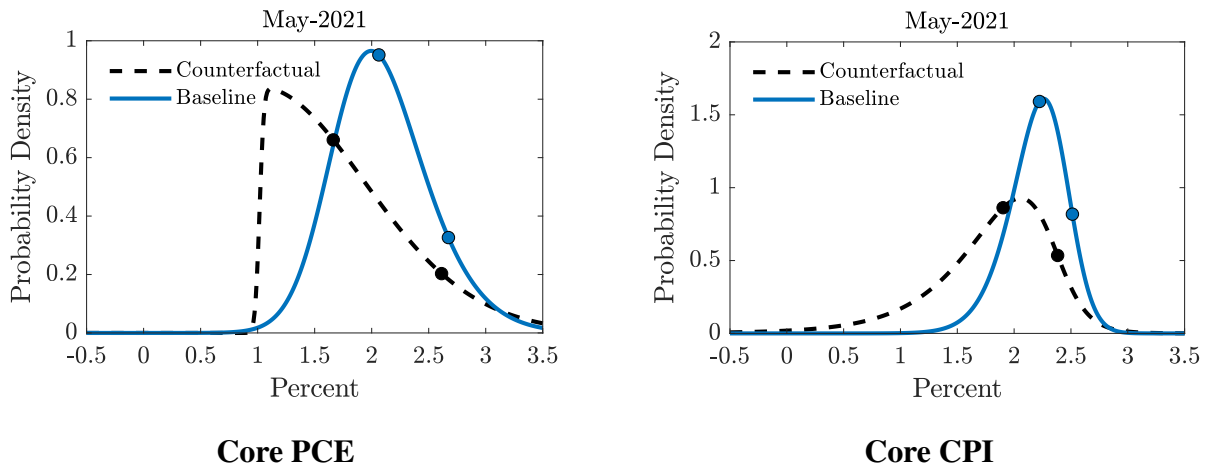 May-2021
Counterfactual
Baseline
Probability Density
1
0.8
0.6
0.4
0.2
0
-0.5 0 0.5 1 1.5 2 2.5 3 3.5
Percent
Core PCE
May-2021
Counterfactual
Baseline
Probability Density
2
1.5
1
0.5
0
-0.5 0 0.5 1 1.5 2 2.5 3 3.5
Percent
Core CPI